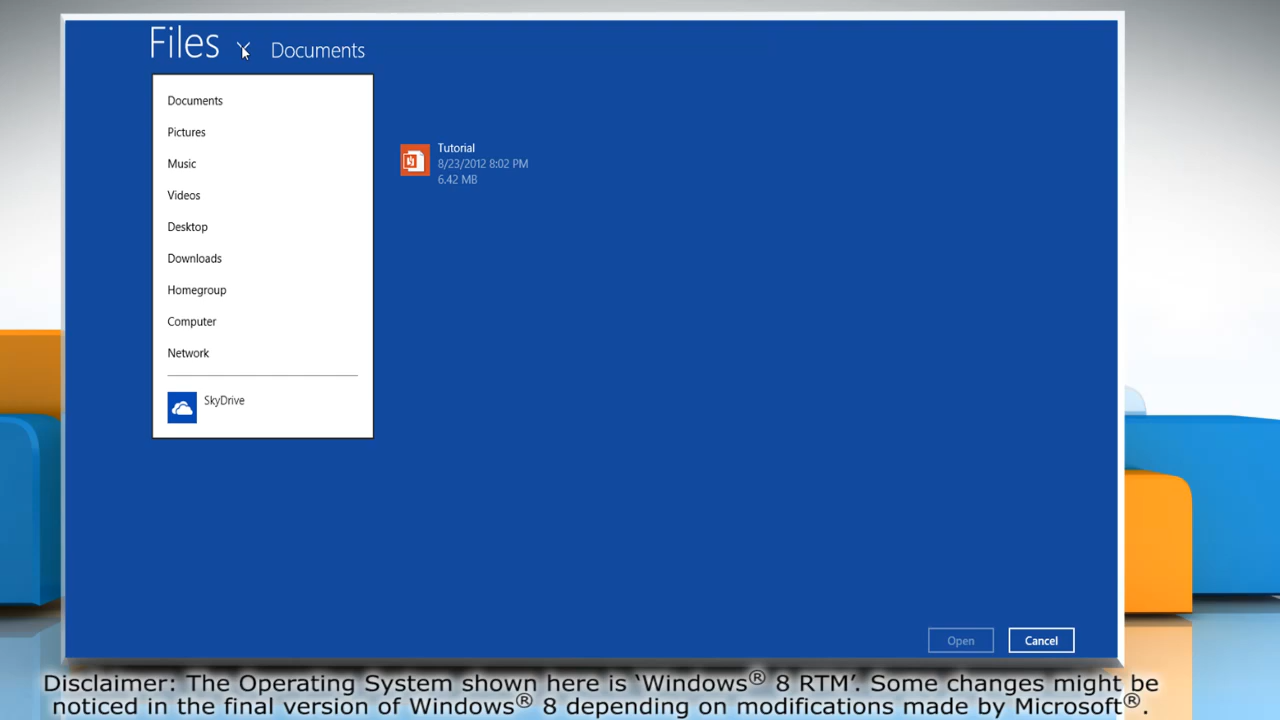 Files Documents
Documents
Pictures
Music
Videos
Desktop
Downloads
Homegroup
Computer
Network
SkyDrive
Tutorial
8/23/2012 8:02 PM
6.42 MB
Open Cancel
Disclaimer: The Operating System shown here is ‘Windows® 8 RTM’. Some changes might be
noticed in the final version of Windows® 8 depending on modifications made by Microsoft®.